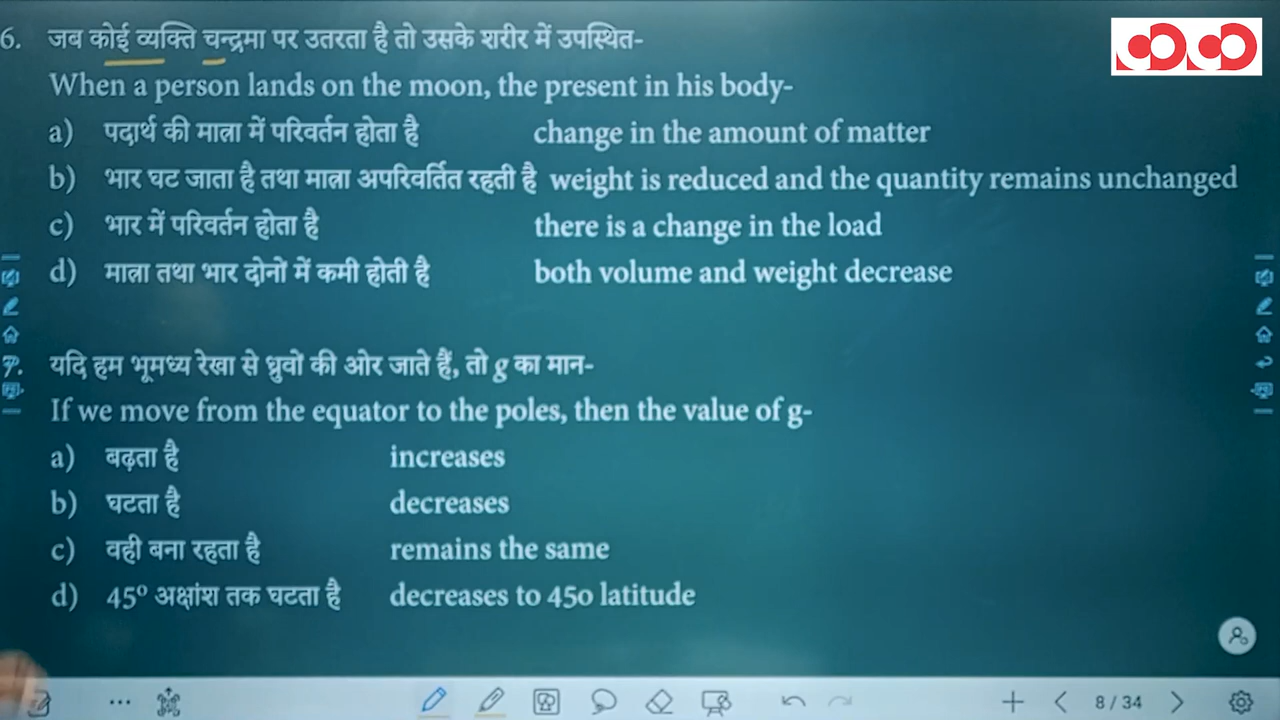 6. जब कोई व्यक्ति चन्द्रमा पर उतरता है तो उसके शरीर में उपस्थित-
When a person lands on the moon, the present in his body-
a) पदार्थ की मात्रा में परिवर्तन होता है change in the amount of matter
b) भार घट जाता है तथा मात्रा अपरिवर्तित रहती है weight is reduced and the quantity remains unchanged
c) भार में परिवर्तन होता है there is a change in the load
d) मात्रा तथा भार दोनों में कमी होती है both volume and weight decrease
7. यदि हम भूमध्य रेखा से ध्रुवों की ओर जाते हैं, तो g का मान-
If we move from the equator to the poles, then the value of g-
a) बढ़ता है increases
b) घटता है decreases
c) वही बना रहता है remains the same
d) 45º अक्षांश तक घटता है decreases to 45o latitude
8 / 34